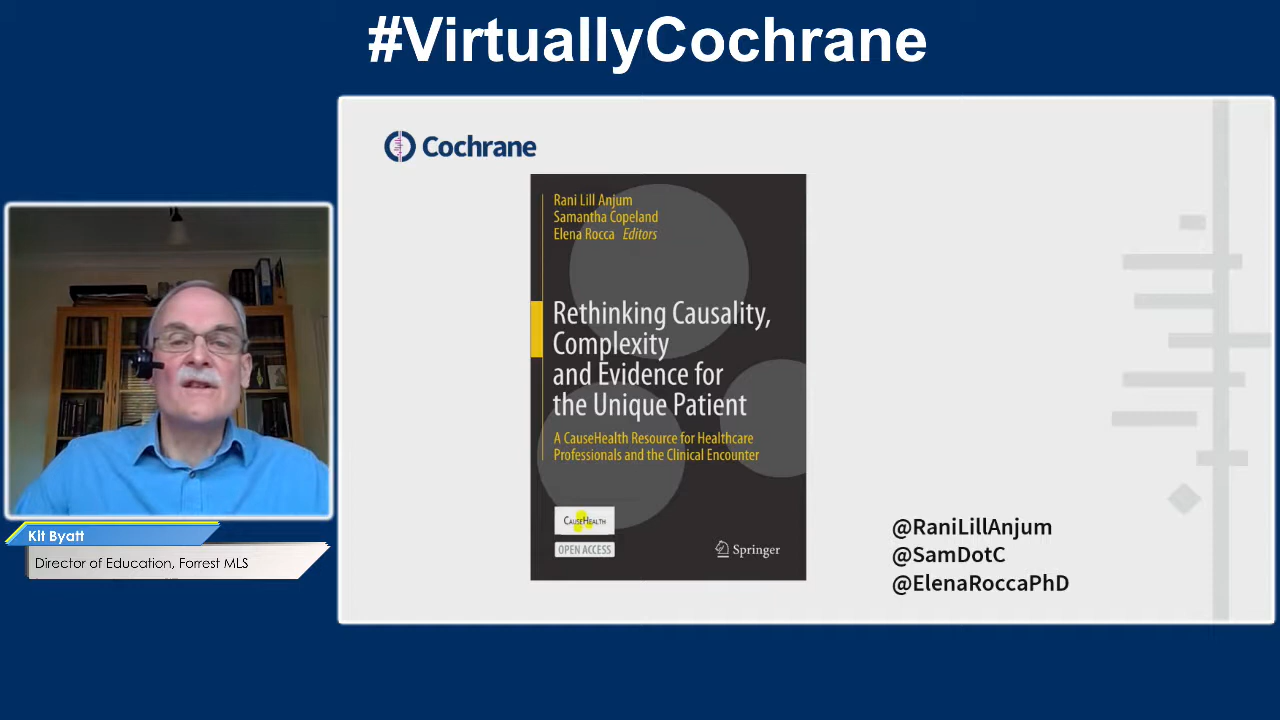 #VirtuallyCochrane
Cochrane
Rani Lill Anjum
Samantha Copeland
Elena Rocca Editors
Rethinking Causality,
Complexity
and Evidence for
the Unique Patient
A CauseHealth Resource for Healthcare
Professionals and the Clinical Encounter
CAUSEHEALTH
OPEN ACCESS
Springer
@RaniLillAnjum
@SamDotC
@ElenaRoccaPhD
Kit Byatt
Director of Education, Forrest MLS